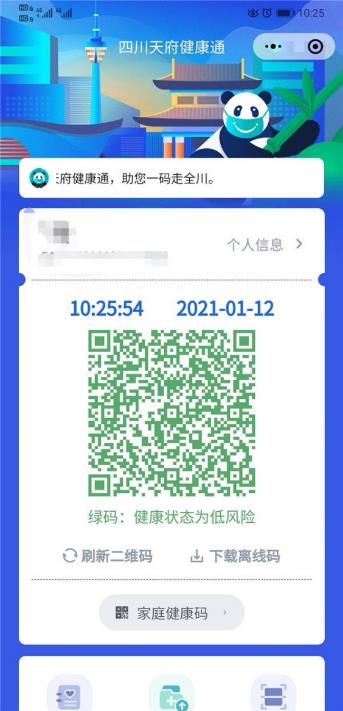 10:25
四川天府健康通
天府健康通，助您一码走全川。
个人信息
10:25:54 2021-01-12
绿码：健康状态为低风险
刷新二维码 下载离线码
家庭健康码